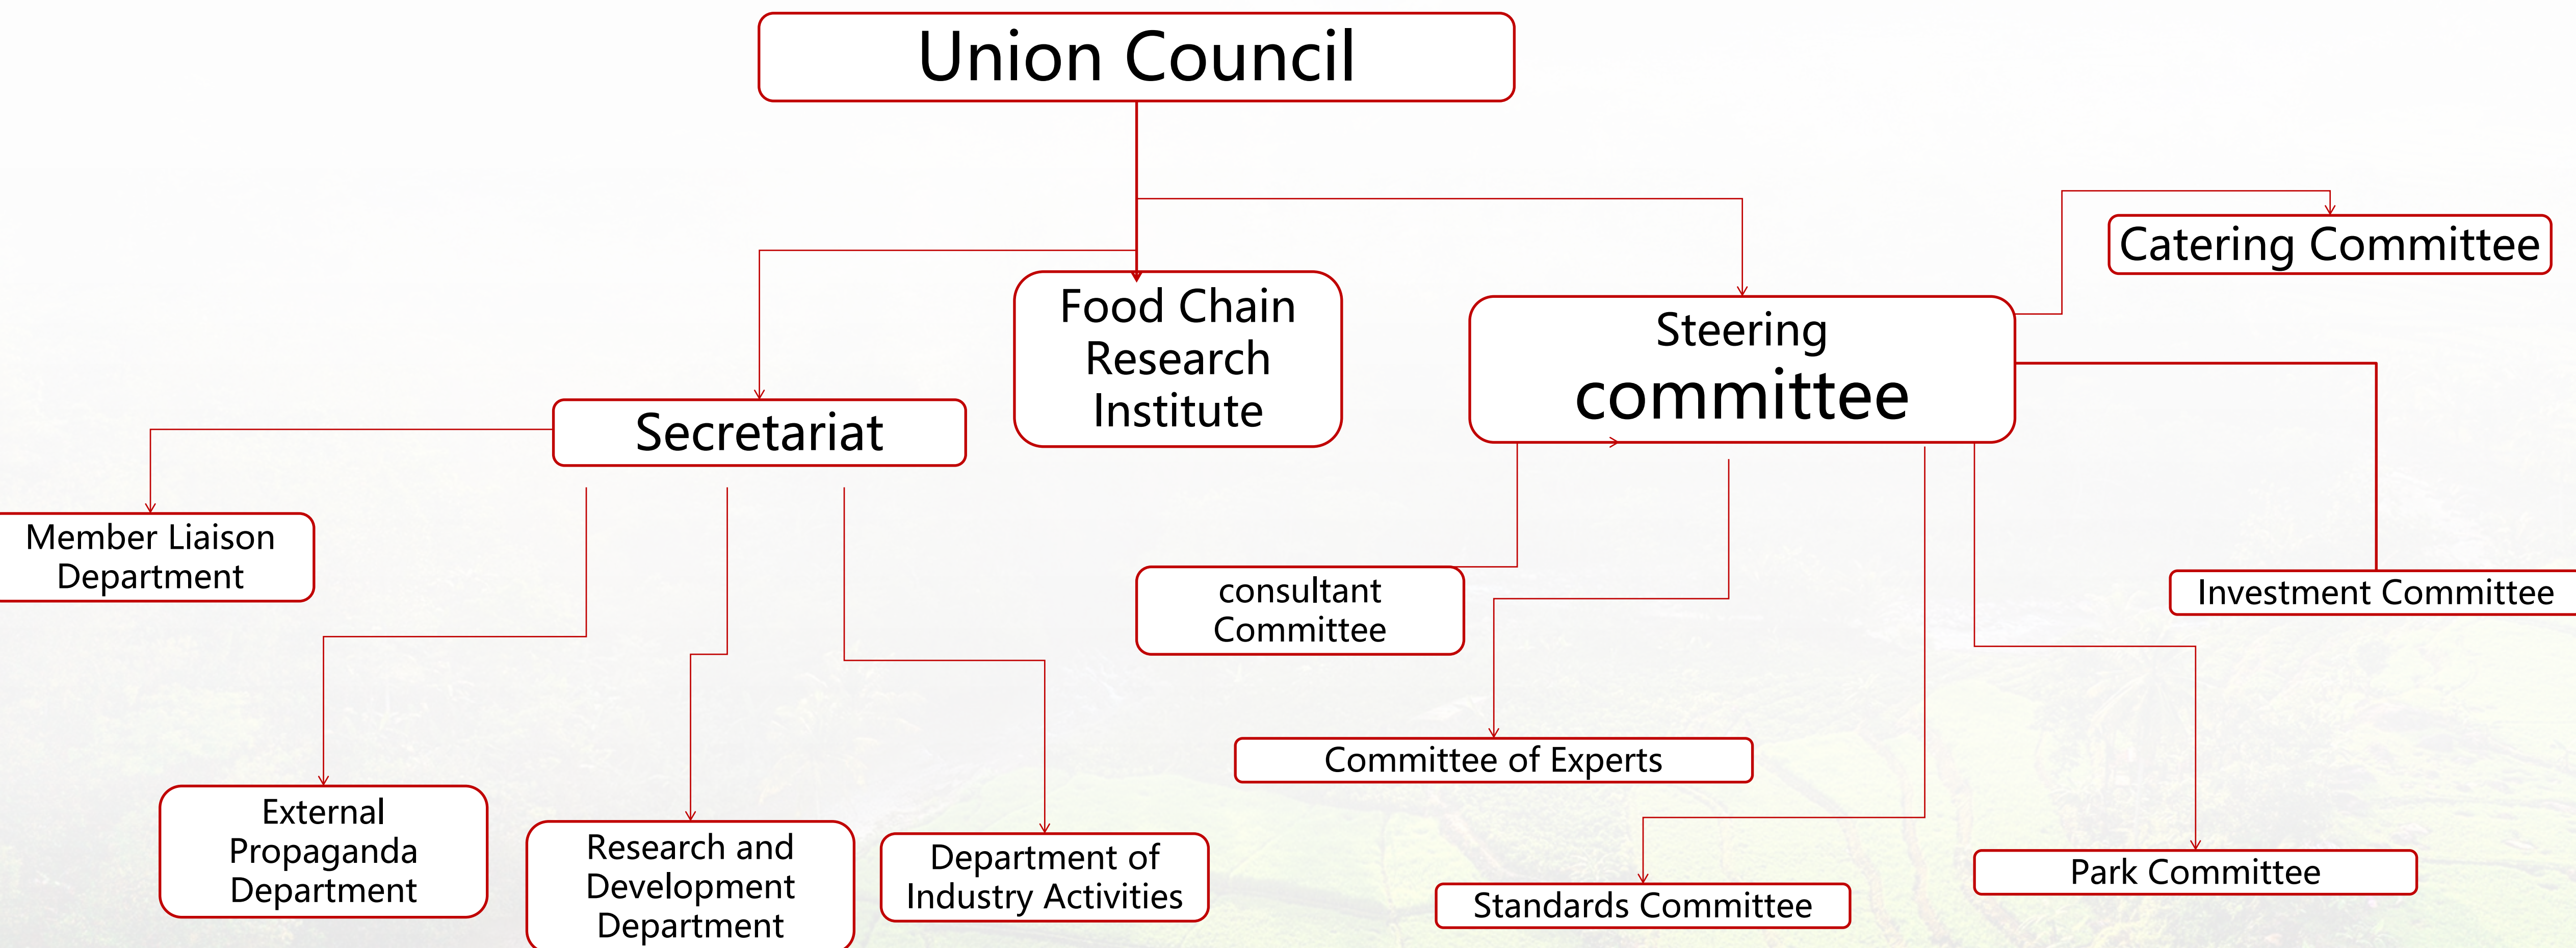 Union Council
Catering Committee
Food Chain
Research
Institute
Steering
committee
Secretariat
Member Liaison
Department
consultant
Committee
Investment Committee
Committee of Experts
External
Propaganda
Department
Research and
Development
Department
Department of
Industry Activities
Standards Committee
Park Committee